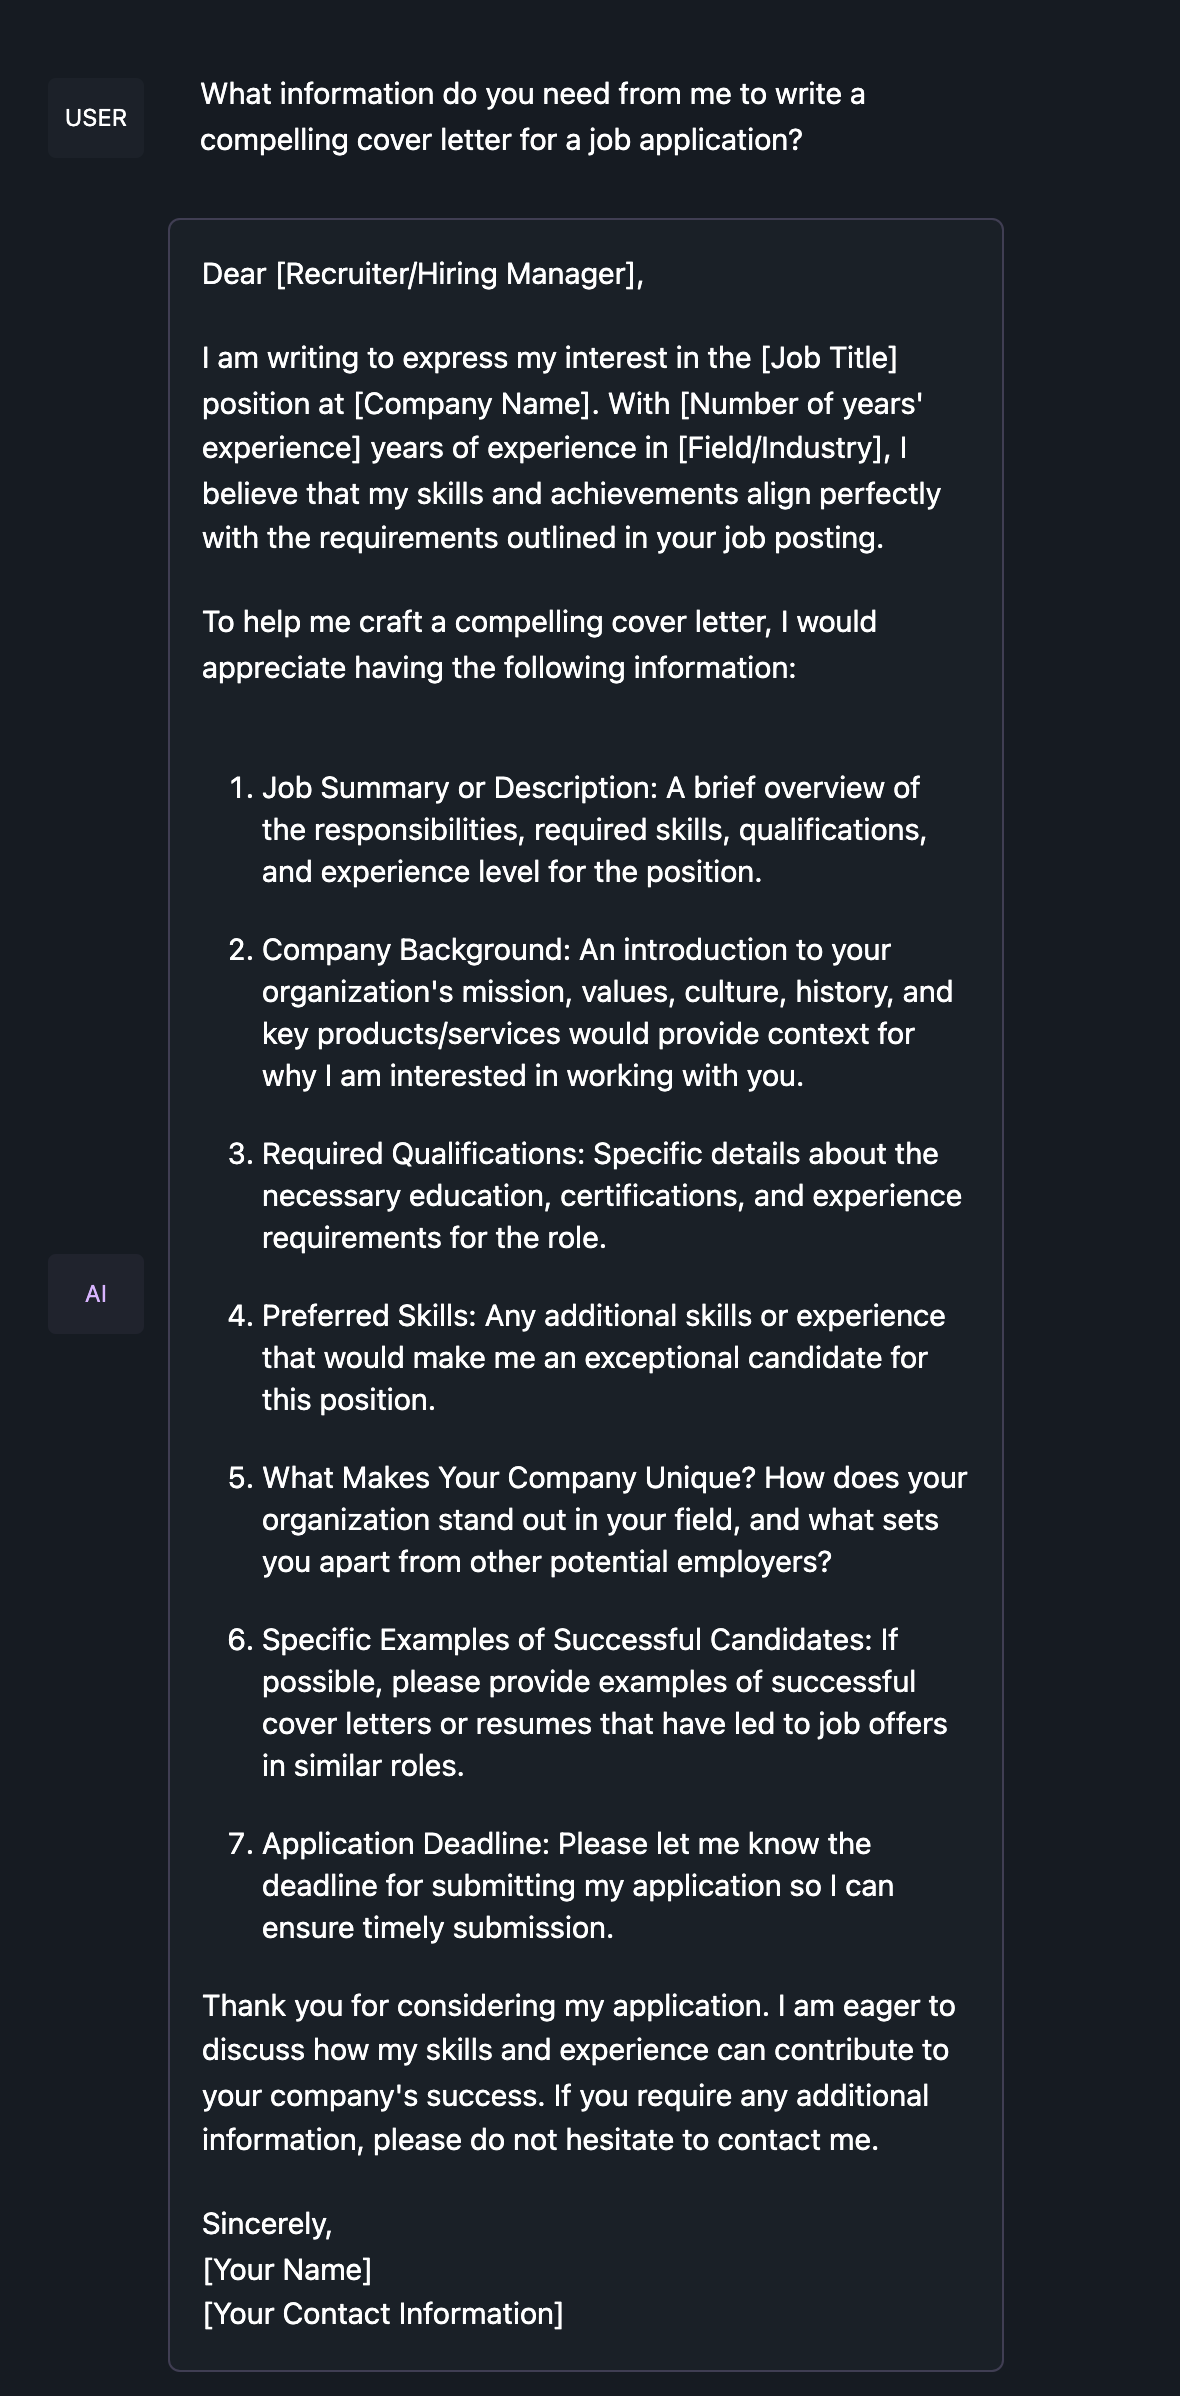 USER
What information do you need from me to write a
compelling cover letter for a job application?
AI
Dear [Recruiter/Hiring Manager],
I am writing to express my interest in the [Job Title]
position at [Company Name]. With [Number of years'
experience] years of experience in [Field/Industry], I
believe that my skills and achievements align perfectly
with the requirements outlined in your job posting.
To help me craft a compelling cover letter, I would
appreciate having the following information:
1. Job Summary or Description: A brief overview of
the responsibilities, required skills, qualifications,
and experience level for the position.
2. Company Background: An introduction to your
organization's mission, values, culture, history, and
key products/services would provide context for
why I am interested in working with you.
3. Required Qualifications: Specific details about the
necessary education, certifications, and experience
requirements for the role.
4. Preferred Skills: Any additional skills or experience
that would make me an exceptional candidate for
this position.
5. What Makes Your Company Unique? How does your
organization stand out in your field, and what sets
you apart from other potential employers?
6. Specific Examples of Successful Candidates: If
possible, please provide examples of successful
cover letters or resumes that have led to job offers
in similar roles.
7. Application Deadline: Please let me know the
deadline for submitting my application so I can
ensure timely submission.
Thank you for considering my application. I am eager to
discuss how my skills and experience can contribute to
your company's success. If you require any additional
information, please do not hesitate to contact me.
Sincerely,
[Your Name]
[Your Contact Information]